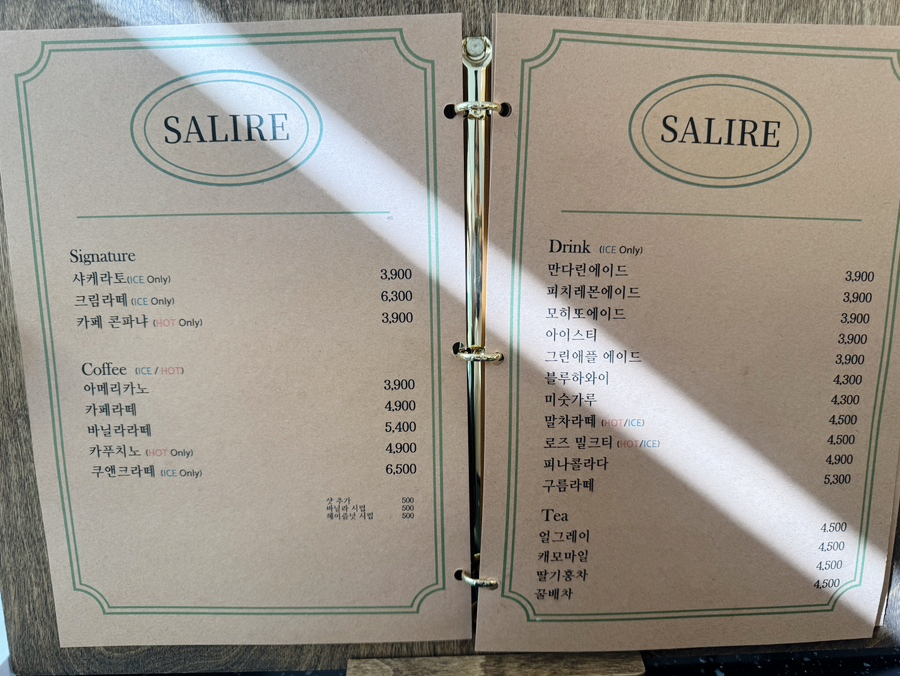 SALIRE
Signature
샤케라토(ICE Only) 3,900
크림라떼 (ICE Only) 6,300
카페 콘파냐 (HOT Only) 3,900
Coffee (ICE / HOT)
아메리카노 3,900
카페라떼 4,900
바닐라라떼 5,400
카푸치노 (HOT Only) 4,900
쿠앤크라떼 (ICE Only) 6,500
샷 추가 500
바닐라 시럽 500
헤이즐넛 시럽 500
SALIRE
Drink (ICE Only)
만다린에이드 3,900
피치레몬에이드 3,900
모히또에이드 3,900
아이스티 3,900
그린애플 에이드 3,900
블루하와이 4,300
미숫가루 4,300
말차라떼 (HOT/ICE) 4,500
로즈 밀크티 (HOT/ICE) 4,500
피나콜라다 4,900
구름라떼 5,300
Tea
얼그레이 4,500
캐모마일 4,500
딸기홍차 4,500
꿀배차 4,500